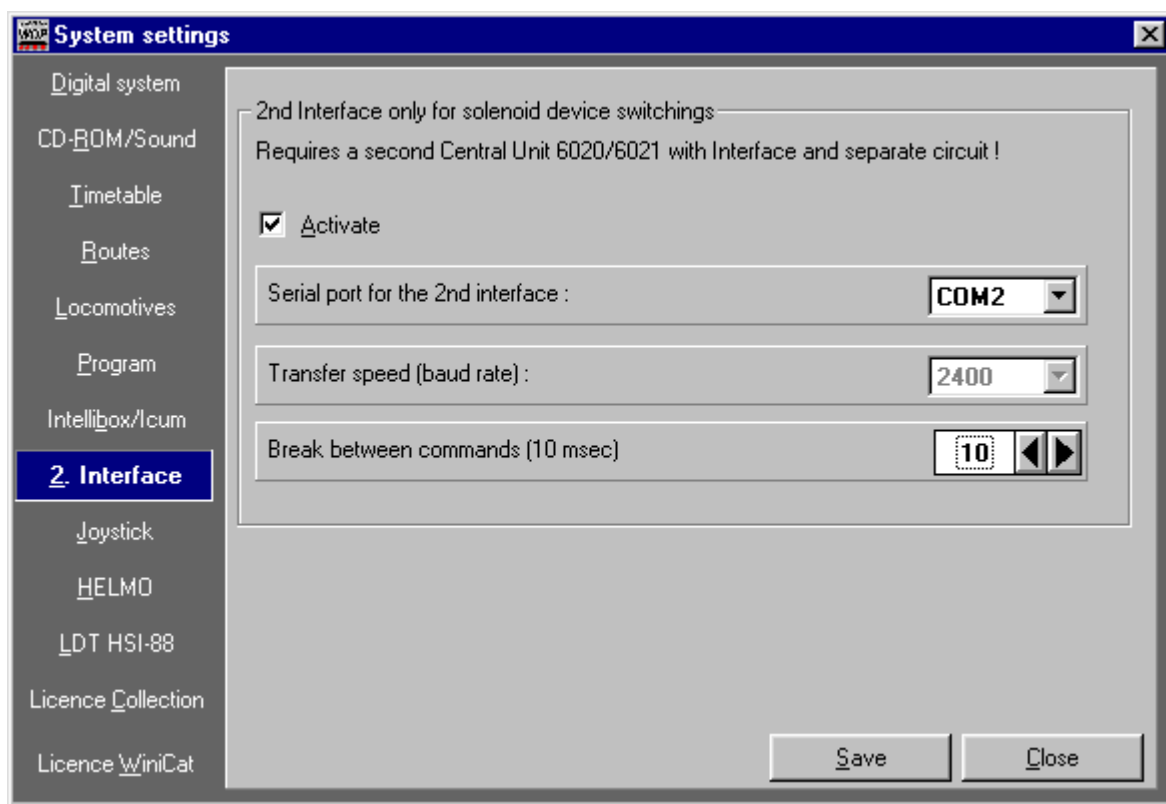 System settings
Digital system
CD-ROM/Sound
Timetable
Routes
Locomotives
Program
Intellibox/Icum
2. Interface
Joystick
HELMO
LDT HSI-88
Licence Collection
Licence WiniCat
2nd Interface only for solenoid device switchings
Requires a second Central Unit 6020/6021 with Interface and separate circuit !
Activate
Serial port for the 2nd interface :
COM2
Transfer speed (baud rate) :
2400
Break between commands (10 msec)
10
Save
Close